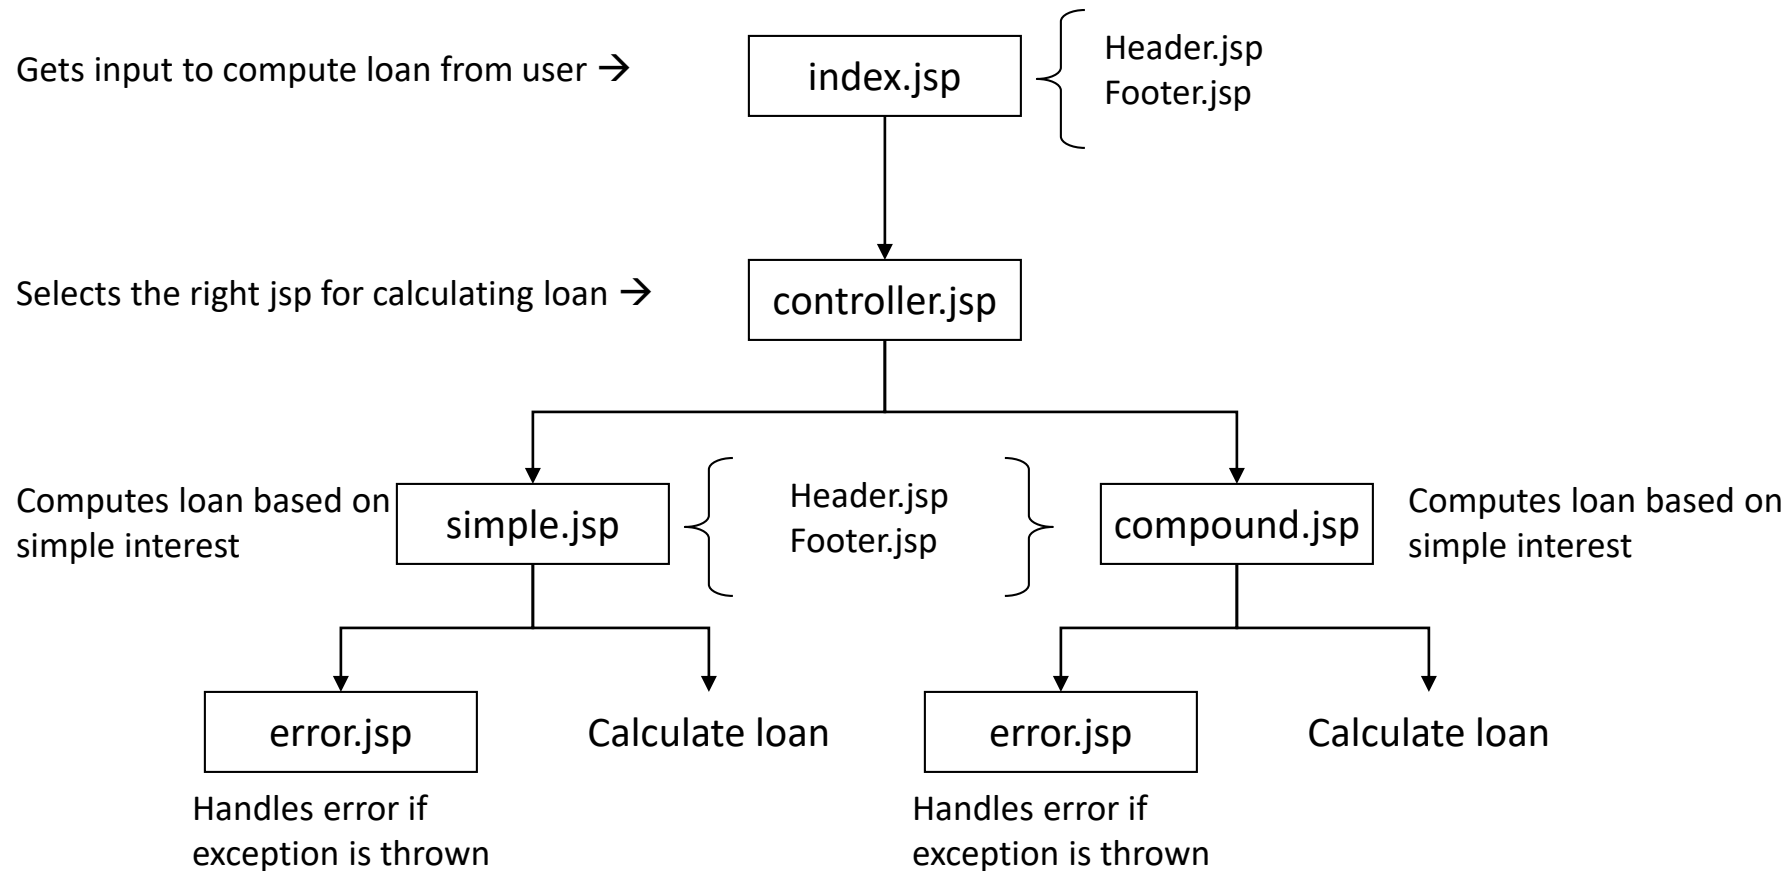 Gets input to compute loan from user →
index.jsp
Header.jsp
Footer.jsp
Selects the right jsp for calculating loan →
controller.jsp
Computes loan based on
simple interest
simple.jsp
Header.jsp
Footer.jsp
compound.jsp
Computes loan based on
simple interest
error.jsp
Calculate loan
error.jsp
Calculate loan
Handles error if
exception is thrown
Handles error if
exception is thrown